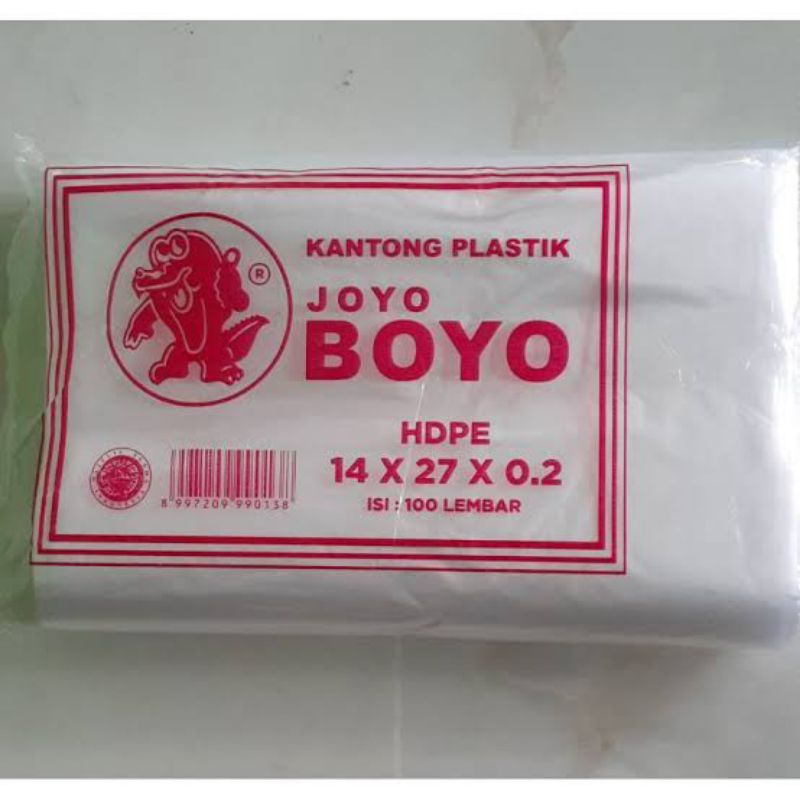 KANTONG PLASTIK
®
JOYO
BOYO
HDPE
14 X 27 X 0.2
ISI : 100 LEMBAR
8 997209 990138